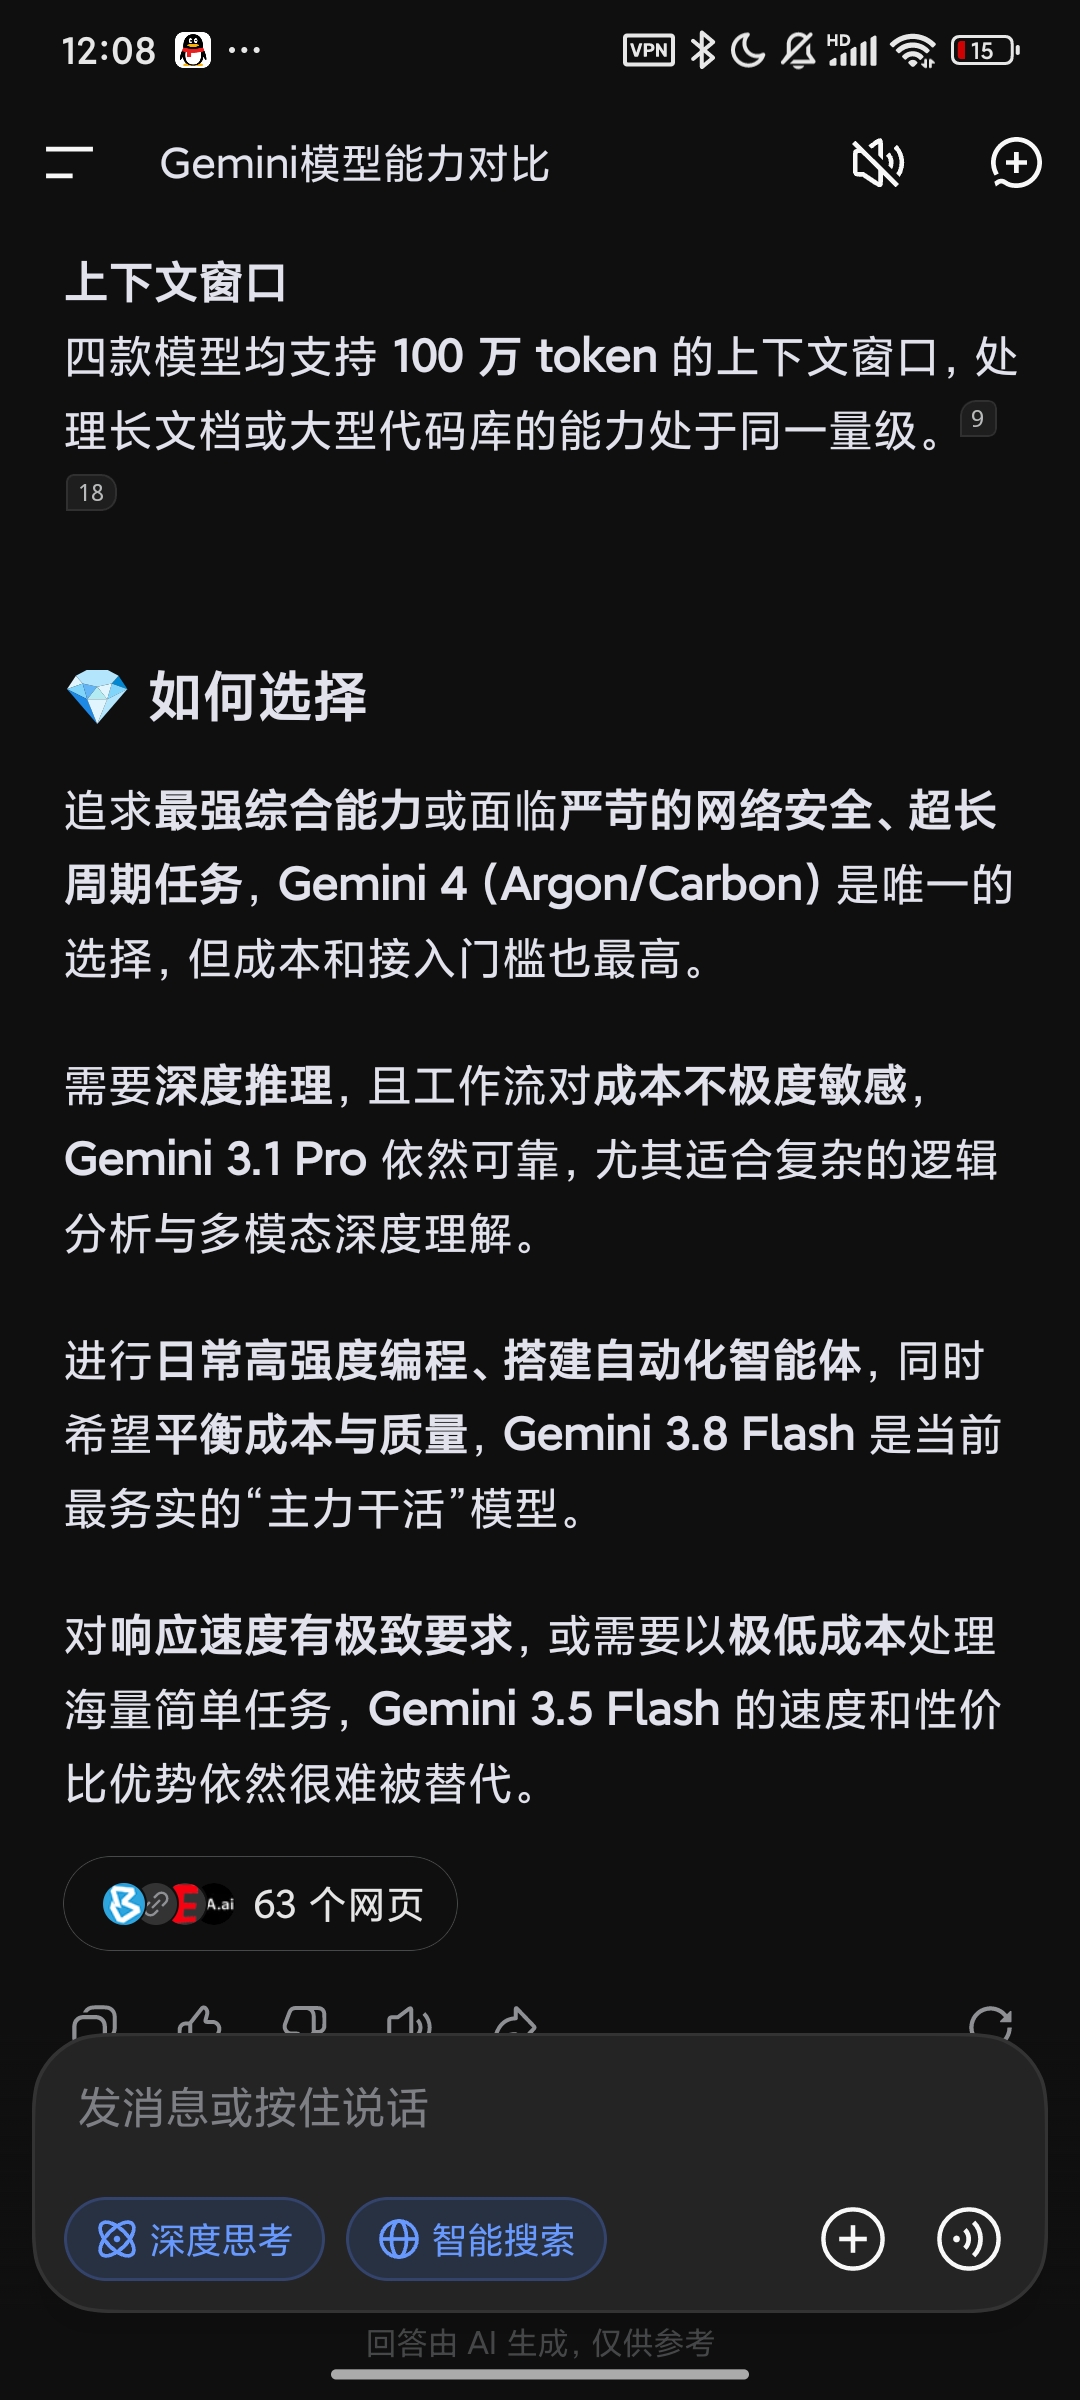 12:08
VPN
HD
15
Gemini模型能力对比
上下文窗口
四款模型均支持 100 万 token 的上下文窗口，处
理长文档或大型代码库的能力处于同一量级。 9
18
💎 如何选择
追求最强综合能力或面临严苛的网络安全、超长
周期任务，Gemini 4 (Argon/Carbon) 是唯一的
选择，但成本和接入门槛也最高。
需要深度推理，且工作流对成本不极度敏感，
Gemini 3.1 Pro 依然可靠，尤其适合复杂的逻辑
分析与多模态深度理解。
进行日常高强度编程、搭建自动化智能体，同时
希望平衡成本与质量，Gemini 3.8 Flash 是当前
最务实的“主力干活”模型。
对响应速度有极致要求，或需要以极低成本处理
海量简单任务，Gemini 3.5 Flash 的速度和性价
比优势依然很难被替代。
E A.ai 63 个网页
发消息或按住说话
深度思考 智能搜索
回答由 AI 生成，仅供参考